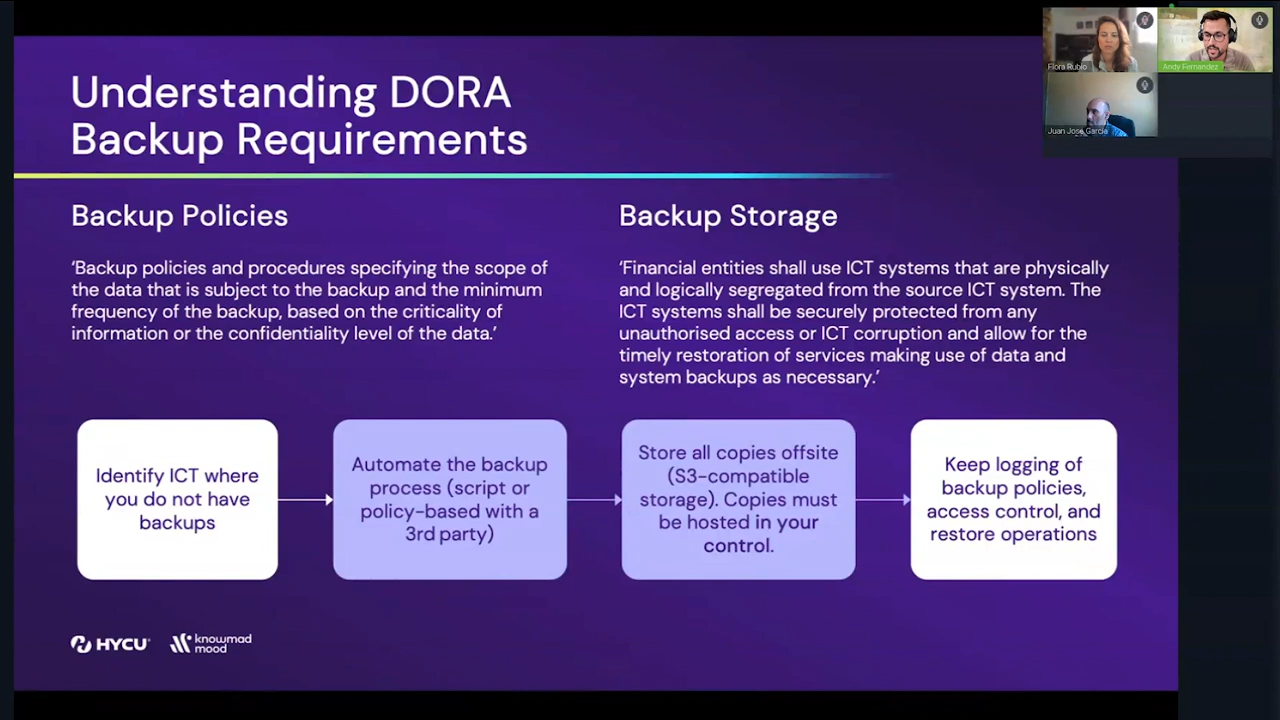 Understanding DORA
Backup Requirements
Backup Policies
'Backup policies and procedures specifying the scope of
the data that is subject to the backup and the minimum
frequency of the backup, based on the criticality of
information or the confidentiality level of the data.'
Backup Storage
'Financial entities shall use ICT systems that are physically
and logically segregated from the source ICT system. The
ICT systems shall be securely protected from any
unauthorised access or ICT corruption and allow for the
timely restoration of services making use of data and
system backups as necessary.'
Identify ICT where
you do not have
backups
Automate the backup
process (script or
policy-based with a
3rd party)
Store all copies offsite
(S3-compatible
storage). Copies must
be hosted in your
control.
Keep logging of
backup policies,
access control, and
restore operations
HYCU
knowmad
mood
Flora Rubio
Andy Fernandez
Juan Jose Garcia